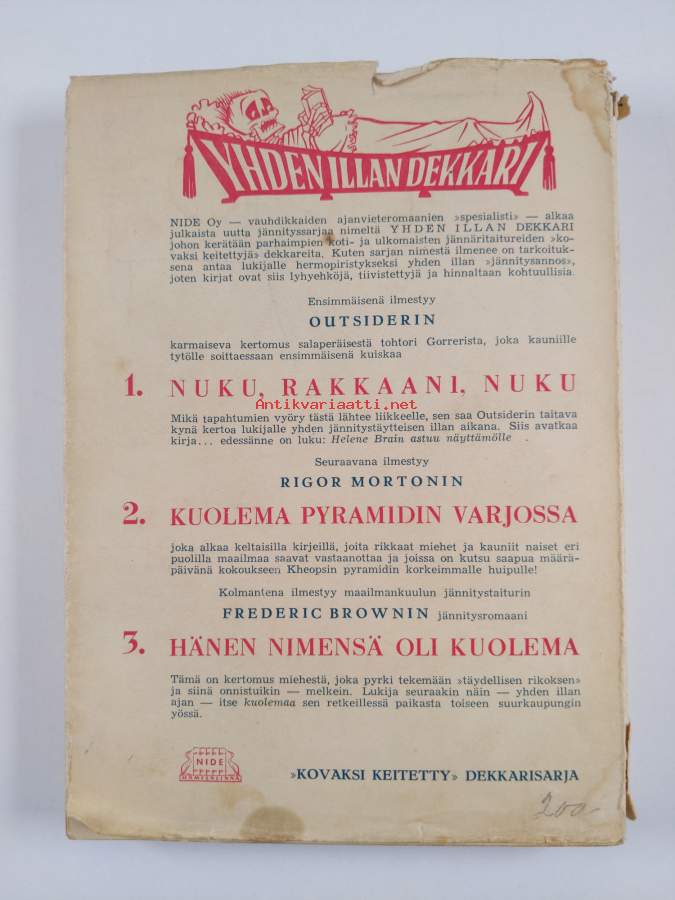 YHDEN ILLAN DEKKARI
NIDE Oy — vauhdikkaiden ajanvieteromaanien »spesialisti» — alkaa
julkaista uutta jännityssarjaa nimeltä YHDEN ILLAN DEKKARI
johon kerätään parhaimpien koti- ja ulkomaisten jännäritaitureiden »ko-
vaksi keitettyjä» dekkareita. Kuten sarjan nimestä ilmenee on tarkoituk-
sena antaa lukijalle hermopiristykseksi yhden illan »jännitysannos»,
joten kirjat ovat siis lyhyehköjä, tiivistettyjä ja hinnaltaan kohtuullisia.
Ensimmäisenä ilmestyy
OUTSIDERIN
karmaiseva kertomus salaperäisestä tohtori Gorrerista, joka kauniille
tytölle soittaessaan ensimmäisenä kuiskaa
1. NUKU, RAKKAANI, NUKU
Antikvariaatti.net
Mikä tapahtumien vyöry tästä lähtee liikkeelle, sen saa Outsiderin taitava
kynä kertoa lukijalle yhden jännitystäytteisen illan aikana. Siis avatkaa
kirja... edessänne on luku: Helene Brain astuu näyttämölle .
Seuraavana ilmestyy
RIGOR MORTONIN
2. KUOLEMA PYRAMIDIN VARJOSSA
joka alkaa keltaisilla kirjeillä, joita rikkaat miehet ja kauniit naiset eri
puolilla maailmaa saavat vastaanottaa ja joissa on kutsu saapua määrä-
päivänä kokoukseen Kheopsin pyramidin korkeimmalle huipulle!
Kolmantena ilmestyy maailmankuulun jännitystaiturin
FREDERIC BROWNIN jännitysromaani
3. HÄNEN NIMENSÄ OLI KUOLEMA
Tämä on kertomus miehestä, joka pyrki tekemään »täydellisen rikoksen»
ja siinä onnistuikin — melkein. Lukija seuraakin näin — yhden illan
ajan — itse kuolemaa sen retkeillessä paikasta toiseen suurkaupungin
yössä.
NIDE
HÄMEENLINNA
»KOVAKSI KEITETTY» DEKKARISARJA
200-